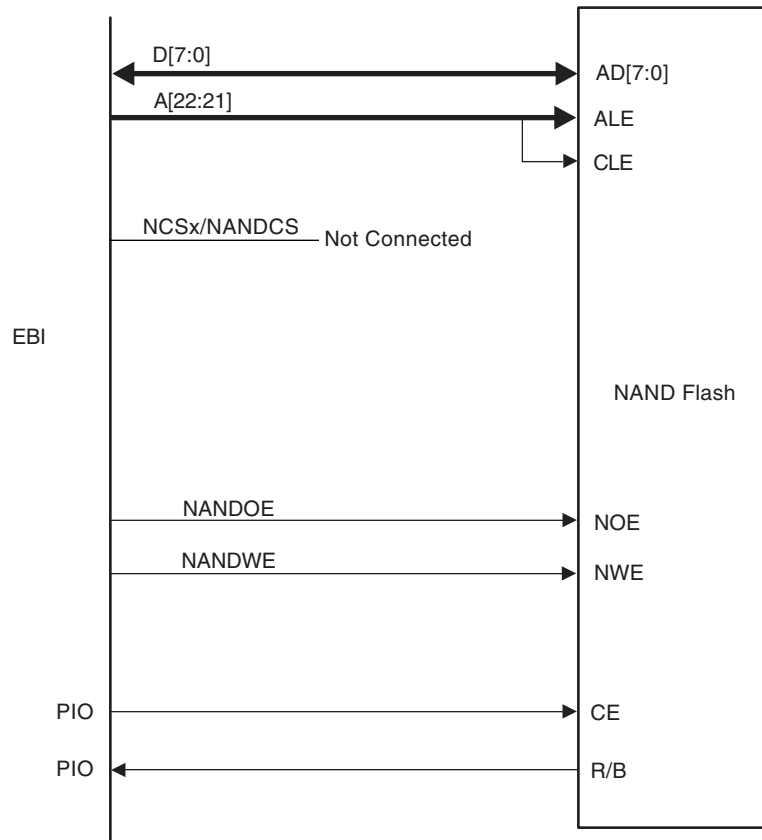 D[7:0]
AD[7:0]
A[22:21]
ALE
CLE
NCSx/NANDCS
Not Connected
EBI
NAND Flash
NANDOE
NOE
NANDWE
NWE
PIO
CE
PIO
R/B